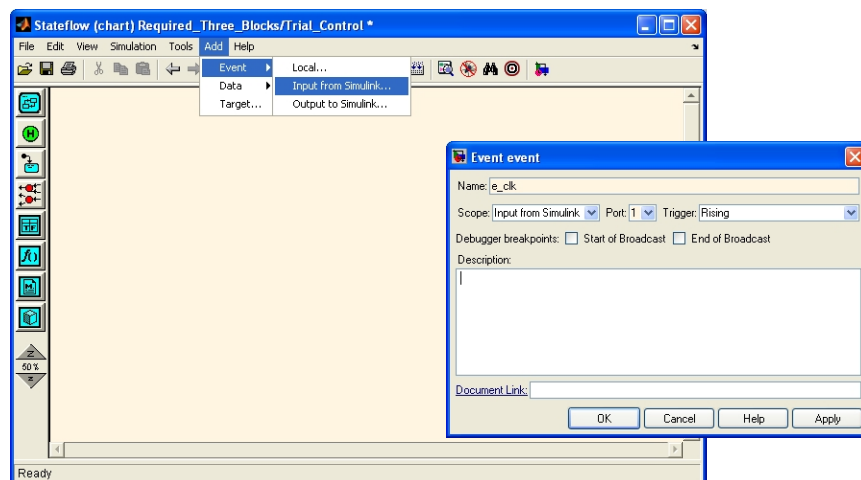 Stateflow (chart) Required_Three_Blocks/Trial_Control *
File Edit View Simulation Tools Add Help
Event Local...
Data Input from Simulink...
Target... Output to Simulink...
H
f()
M
Z
50 %
Z
Ready
Event event
Name: e_clk
Scope: Input from Simulink Port: 1 Trigger: Rising
Debugger breakpoints: Start of Broadcast End of Broadcast
Description:
Document Link:
OK Cancel Help Apply